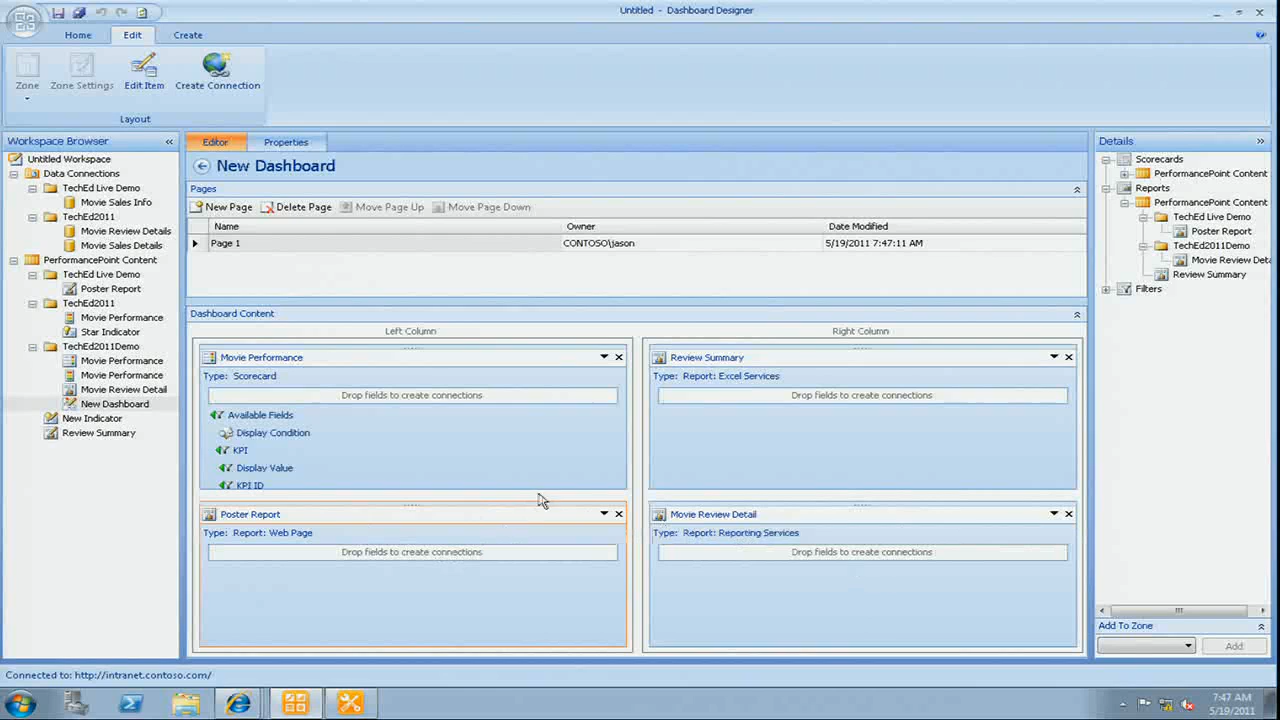 Untitled - Dashboard Designer
Home Edit Create
Zone Zone Settings Edit Item Create Connection
Layout
Workspace Browser «
Untitled Workspace
Data Connections
TechEd Live Demo
Movie Sales Info
TechEd2011
Movie Review Details
Movie Sales Details
PerformancePoint Content
TechEd Live Demo
Poster Report
TechEd2011
Movie Performance
Star Indicator
TechEd2011Demo
Movie Performance
Movie Performance
Movie Review Detail
New Dashboard
New Indicator
Review Summary
Editor Properties
New Dashboard
Pages
New Page Delete Page Move Page Up Move Page Down
Name Owner Date Modified
Page 1 CONTOSO\jason 5/19/2011 7:47:11 AM
Dashboard Content
Left Column Right Column
Movie Performance
Type: Scorecard
Drop fields to create connections
Available Fields
Display Condition
KPI
Display Value
KPI ID
Poster Report
Type: Report: Web Page
Drop fields to create connections
Review Summary
Type: Report: Excel Services
Drop fields to create connections
Movie Review Detail
Type: Report: Reporting Services
Drop fields to create connections
Details »
Scorecards
PerformancePoint Content
Reports
PerformancePoint Content
TechEd Live Demo
Poster Report
TechEd2011Demo
Movie Review Deta
Review Summary
Filters
Add To Zone
Add
Connected to: http://intranet.contoso.com/
7:47 AM
5/19/2011